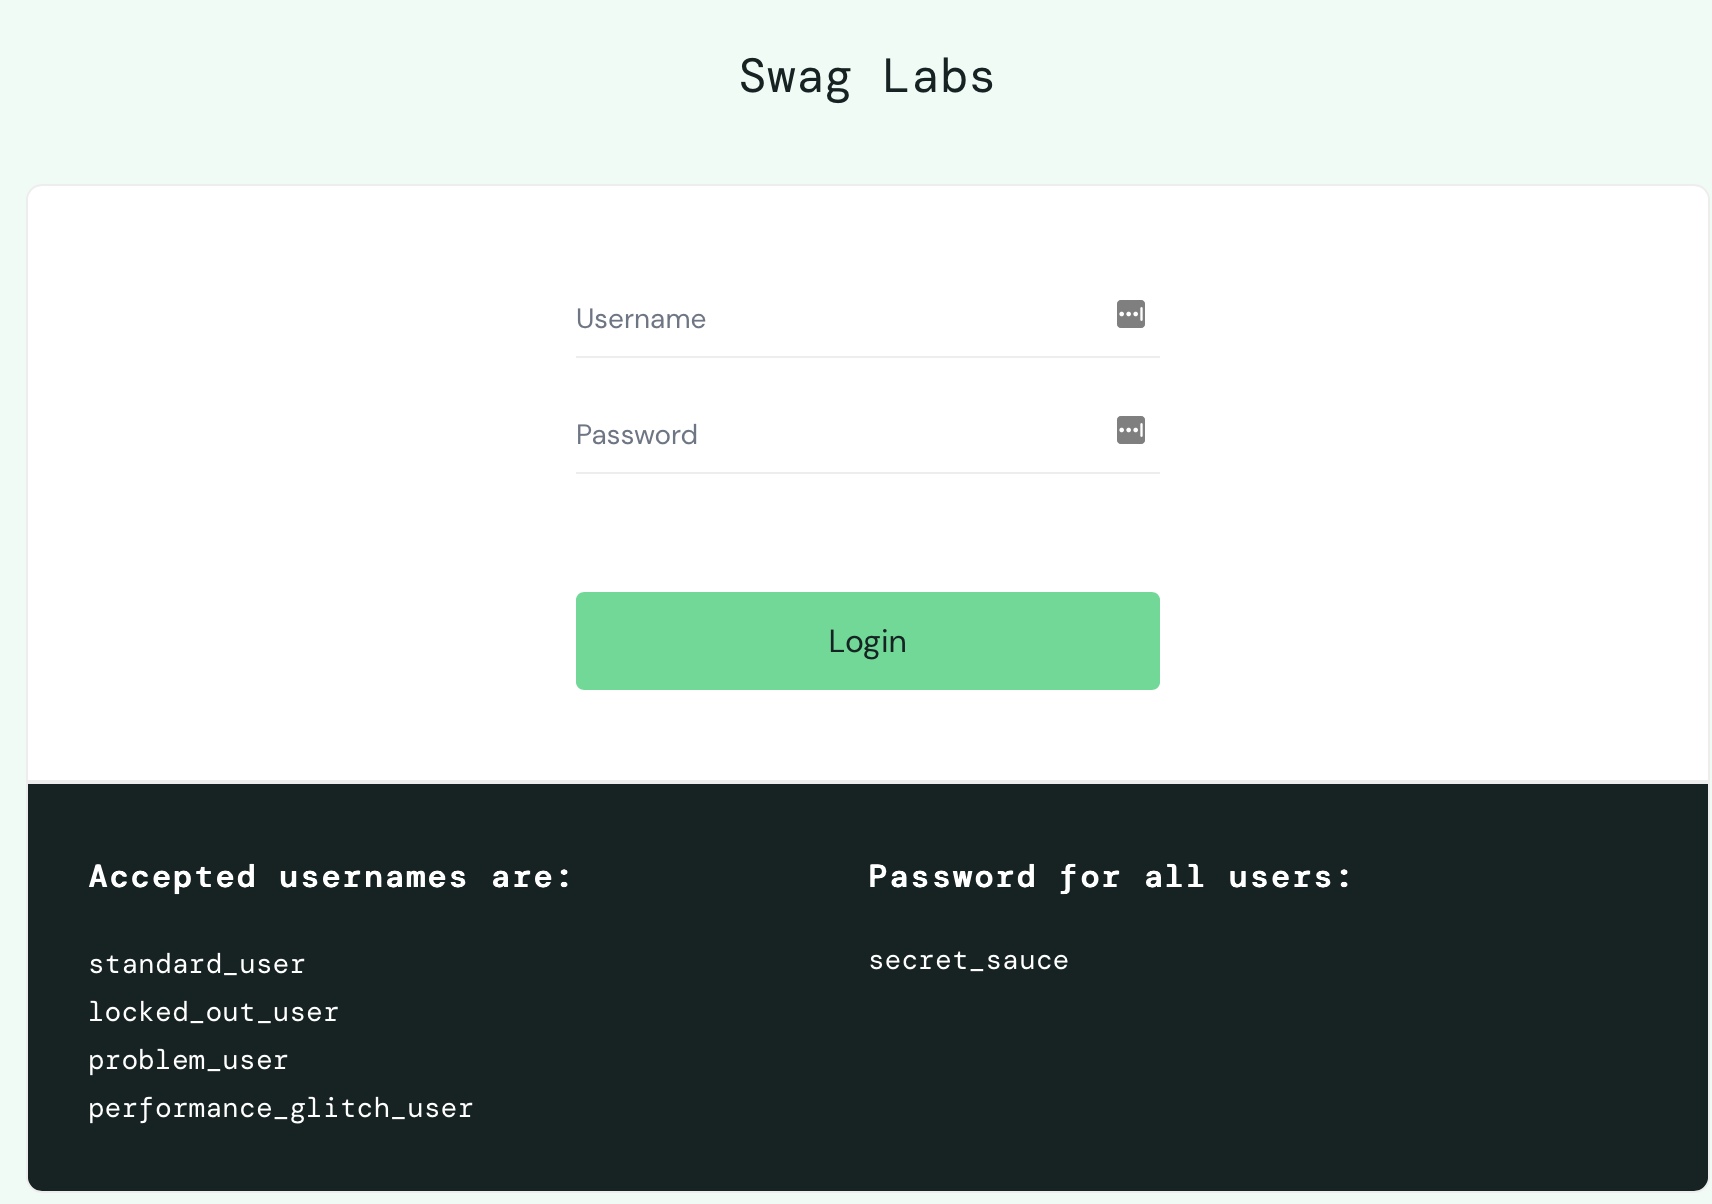 Swag Labs
Username
Password
Login
Accepted usernames are:
standard_user
locked_out_user
problem_user
performance_glitch_user
Password for all users:
secret_sauce